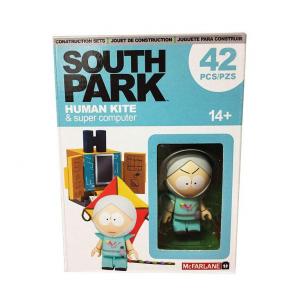 CONSTRUCTION SETS | JOUET DE CONSTRUCTION | JUGUETE PARA CONSTRUIR
SOUTH
PARK
42
PCS/PZS
HUMAN KITE
& super computer
14+
McFARLANE